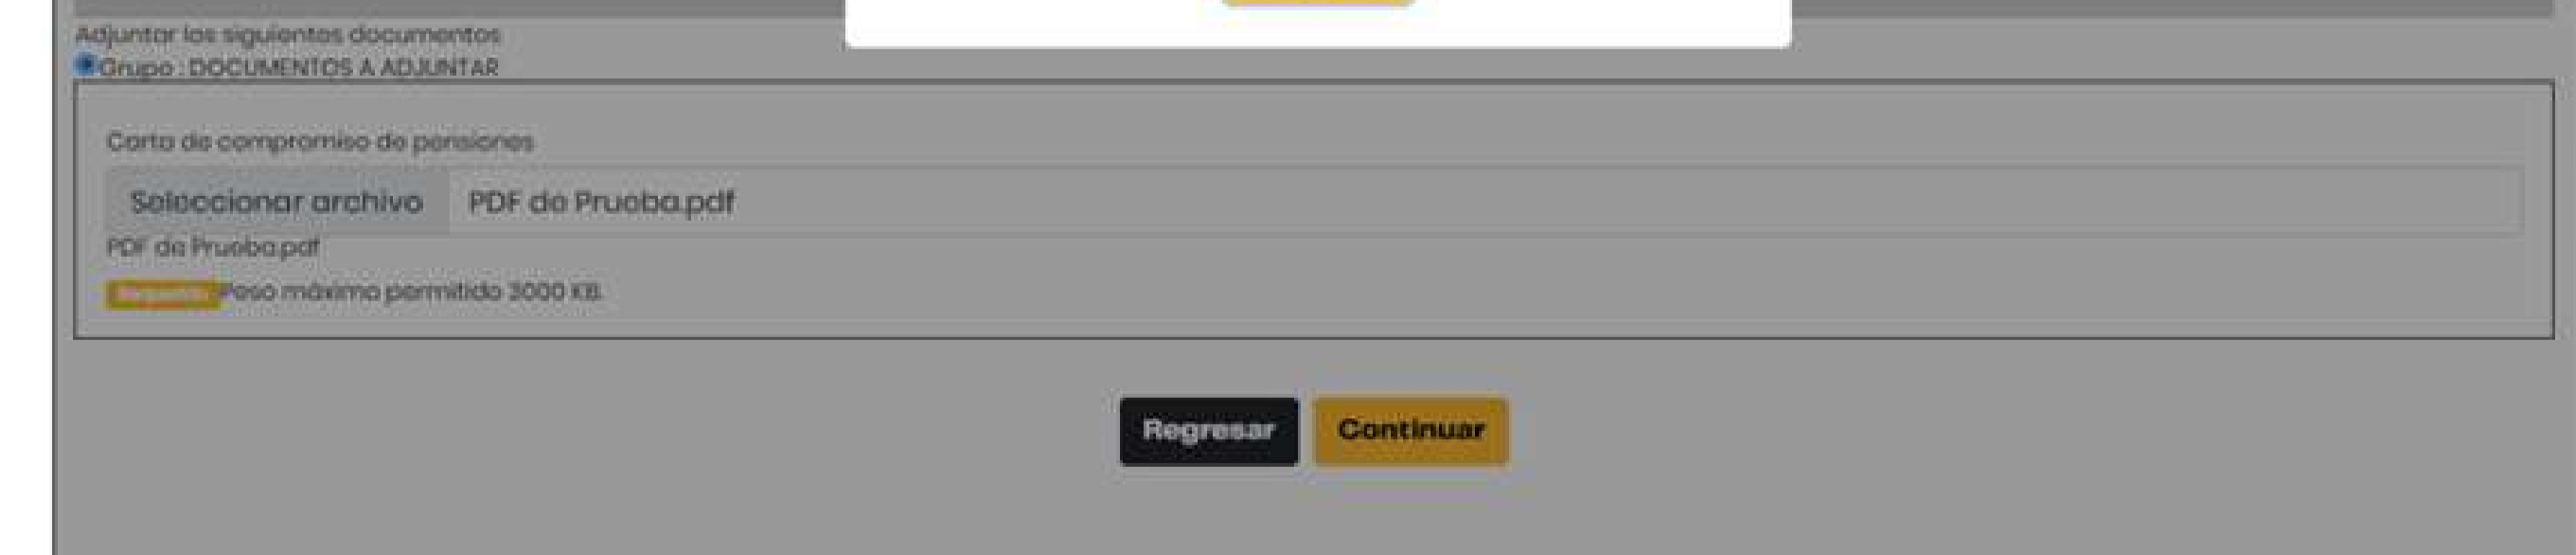 Adjuntar los siguientes documentos
Grupo : DOCUMENTOS A ADJUNTAR
Carta de compromiso de pensiones
Seleccionar archivo PDF de Prueba.pdf
PDF de Prueba.pdf
Peso máximo permitido 3000 KB.
Regresar Continuar